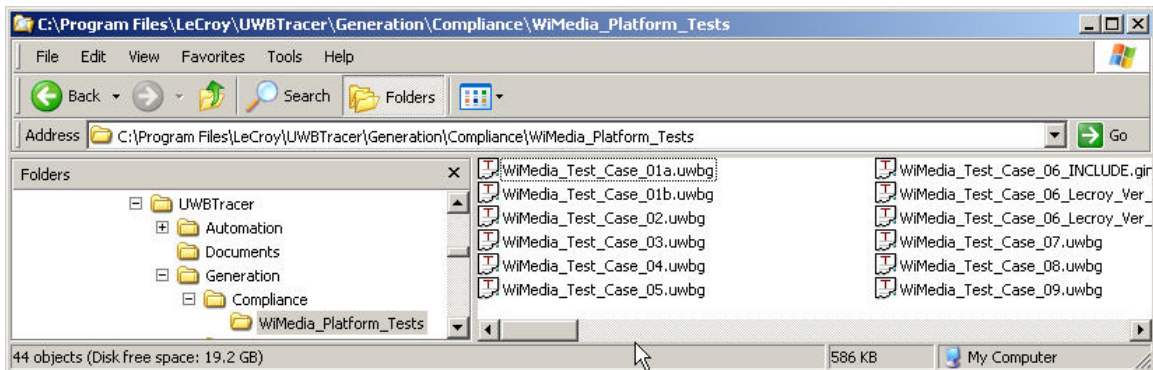 C:\Program Files\LeCroy\UWBTracer\Generation\Compliance\WiMedia_Platform_Tests
File Edit View Favorites Tools Help
Back Search Folders
Address C:\Program Files\LeCroy\UWBTracer\Generation\Compliance\WiMedia_Platform_Tests Go
Folders
UWBTracer
Automation
Documents
Generation
Compliance
WiMedia_Platform_Tests
WiMedia_Test_Case_01a.uwbg
WiMedia_Test_Case_01b.uwbg
WiMedia_Test_Case_02.uwbg
WiMedia_Test_Case_03.uwbg
WiMedia_Test_Case_04.uwbg
WiMedia_Test_Case_05.uwbg
WiMedia_Test_Case_06_INCLUDE.gin
WiMedia_Test_Case_06_Lecroy_Ver_
WiMedia_Test_Case_06_Lecroy_Ver_
WiMedia_Test_Case_07.uwbg
WiMedia_Test_Case_08.uwbg
WiMedia_Test_Case_09.uwbg
44 objects (Disk free space: 19.2 GB) 586 KB My Computer